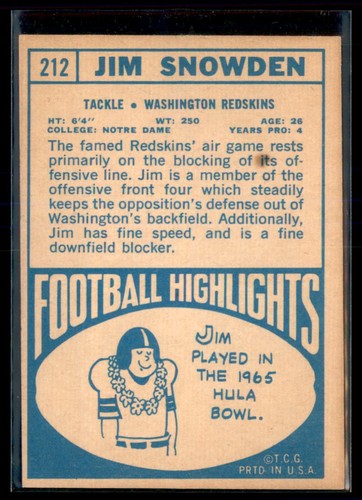 212 JIM SNOWDEN
TACKLE • WASHINGTON REDSKINS
HT: 6'4" WT: 250 AGE: 26
COLLEGE: NOTRE DAME YEARS PRO: 4
The famed Redskins' air game rests
primarily on the blocking of its of-
fensive line. Jim is a member of the
offensive front four which steadily
keeps the opposition's defense out of
Washington's backfield. Additionally,
Jim has fine speed, and is a fine
downfield blocker.
FOOTBALL HIGHLIGHTS
JIM
PLAYED IN
THE 1965
HULA
BOWL.
©T.C.G.
PRTD IN U.S.A.